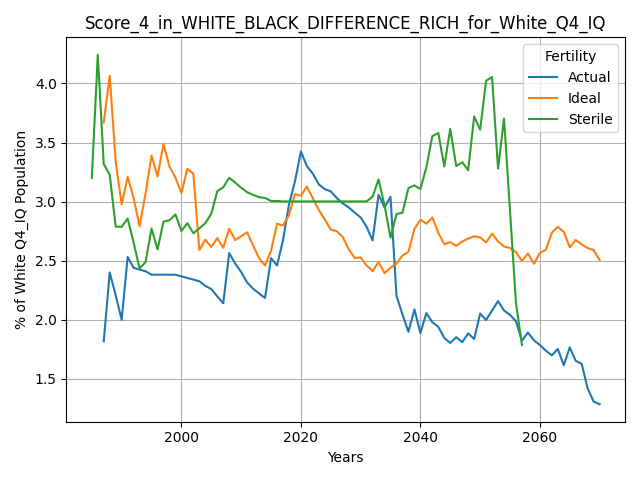 Score_4_in_WHITE_BLACK_DIFFERENCE_RICH_for_White_Q4_IQ
% of White Q4_IQ Population
4.0
3.5
3.0
2.5
2.0
1.5
Fertility
Actual
Ideal
Sterile
2000
2020
2040
2060
Years